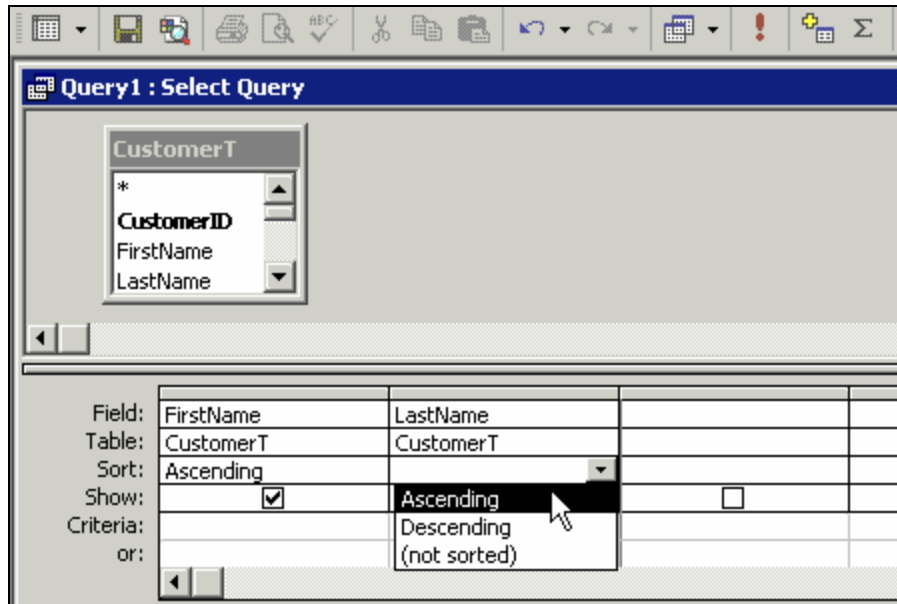 ABC
Σ
Query1 : Select Query
CustomerT
*
CustomerID
FirstName
LastName
Field: FirstName LastName
Table: CustomerT CustomerT
Sort: Ascending
Show: Ascending
Descending
Criteria:
or: (not sorted)